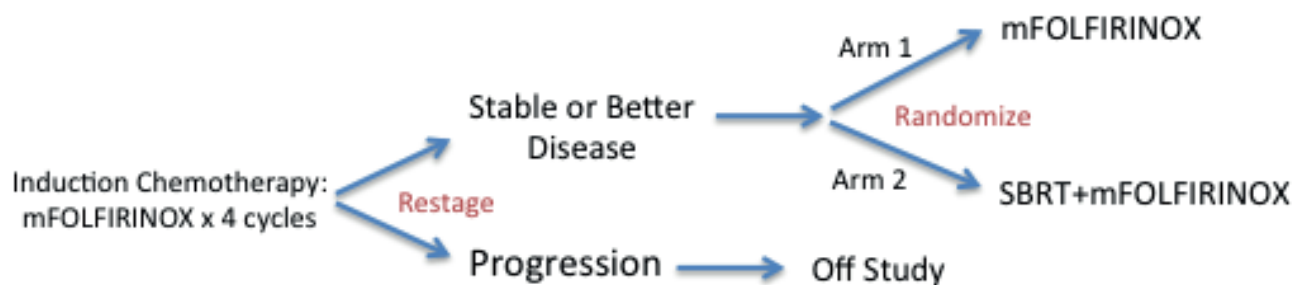 Induction Chemotherapy:
mFOLFIRINOX x 4 cycles
Restage
Stable or Better
Disease
Progression
Off Study
Arm 1
Randomize
Arm 2
mFOLFIRINOX
SBRT+mFOLFIRINOX